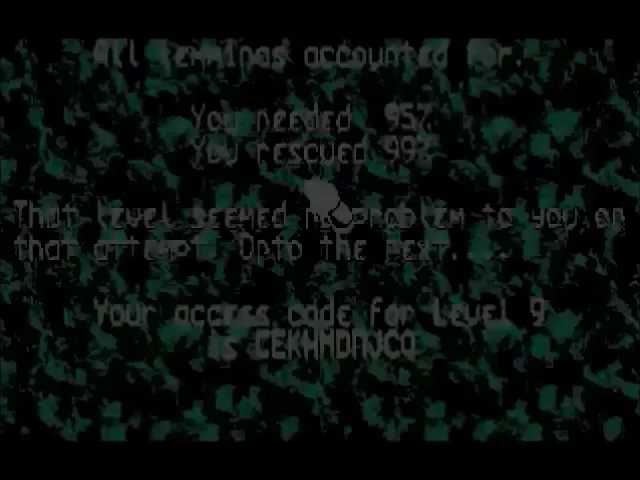 All lemmings accounted for.
You needed 95%
You rescued 99%
That level seemed no problem to you on
that attempt. Onto the next....
Your access code for Level 9
is